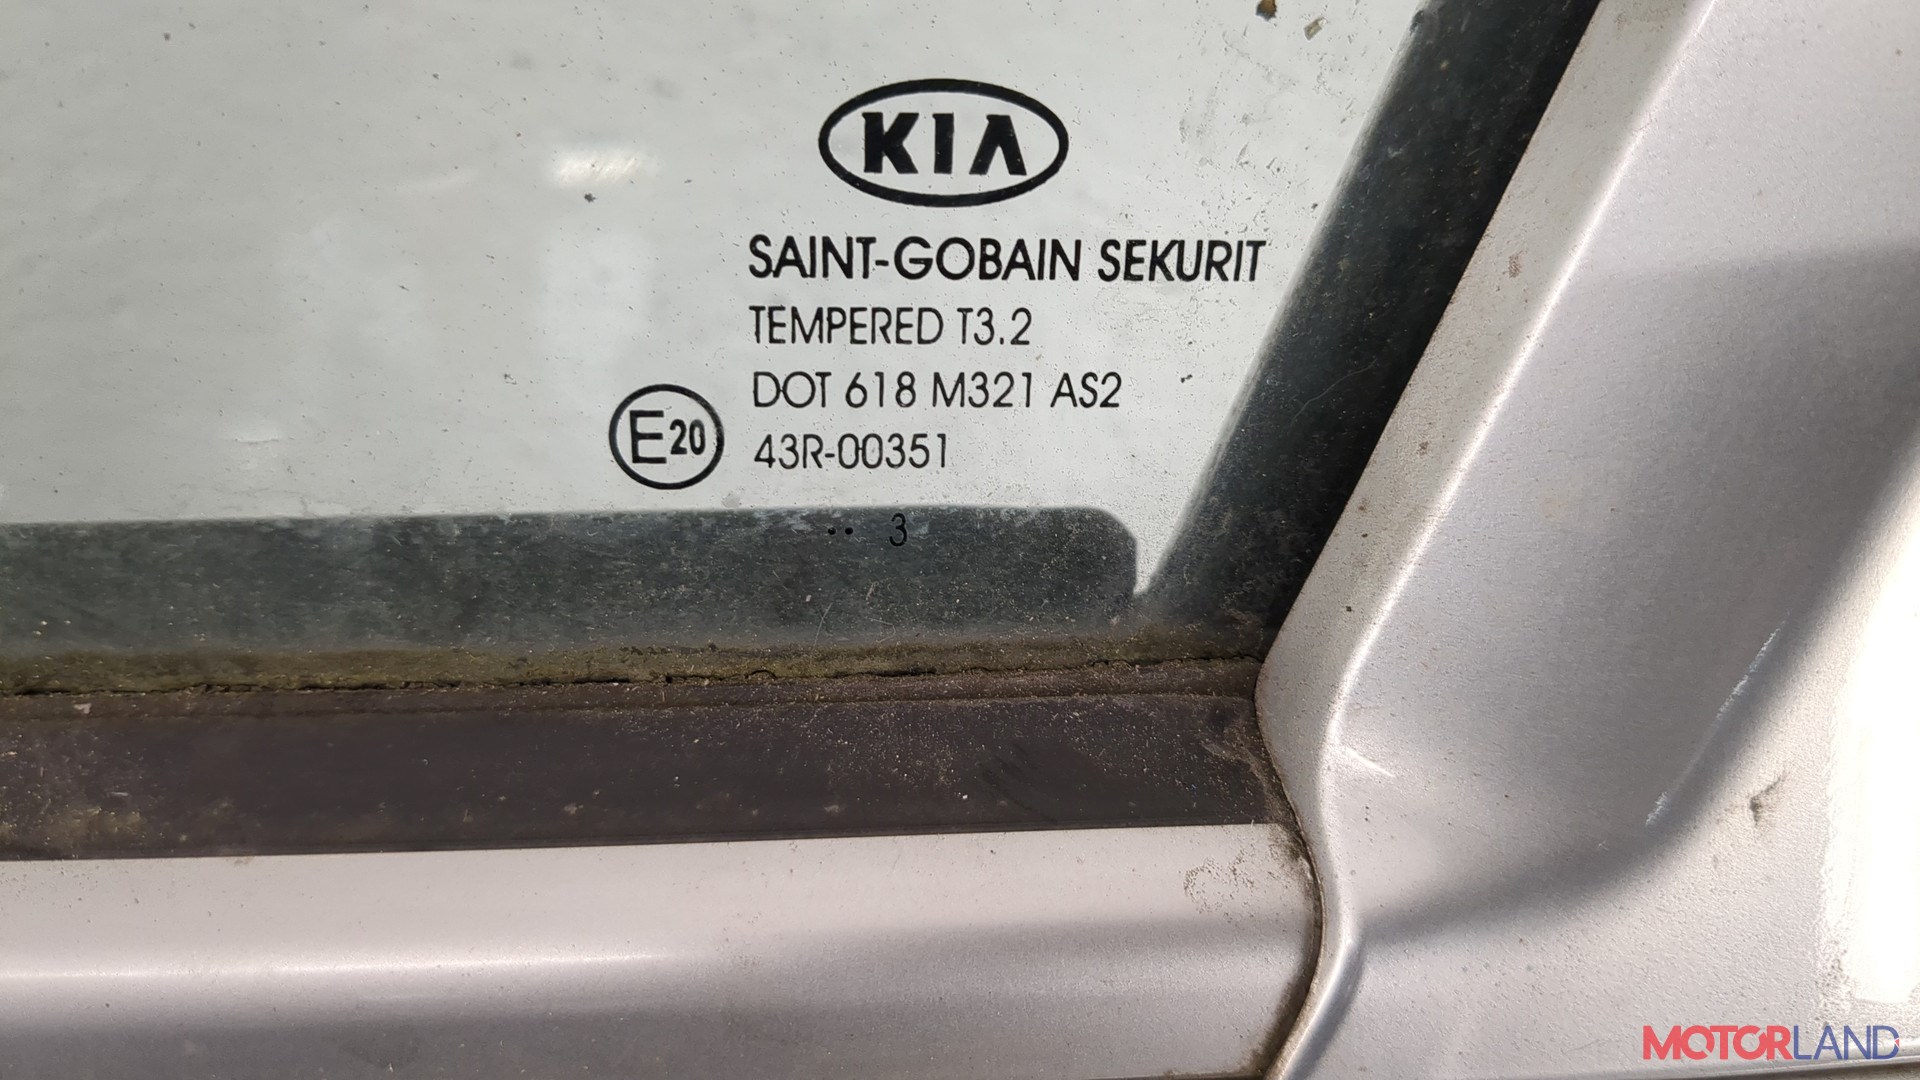 KIA
SAINT-GOBAIN SEKURIT
TEMPERED T3.2
DOT 618 M321 AS2
E20 43R-00351
.. 3
MOTORLAND